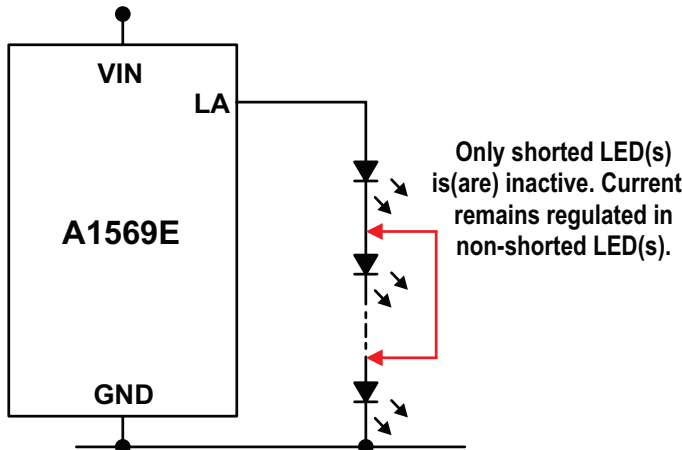 VIN
LA
A1569E
GND
Only shorted LED(s)
is(are) inactive. Current
remains regulated in
non-shorted LED(s).